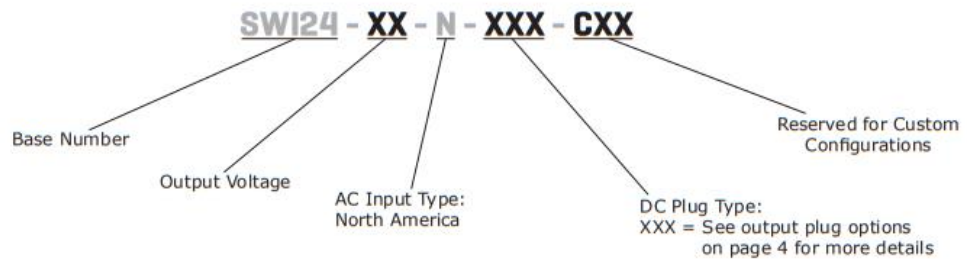 SWI24 - XX - N - XXX - CXX
Base Number
Output Voltage
AC Input Type:
North America
DC Plug Type:
XXX = See output plug options
on page 4 for more details
Reserved for Custom
Configurations